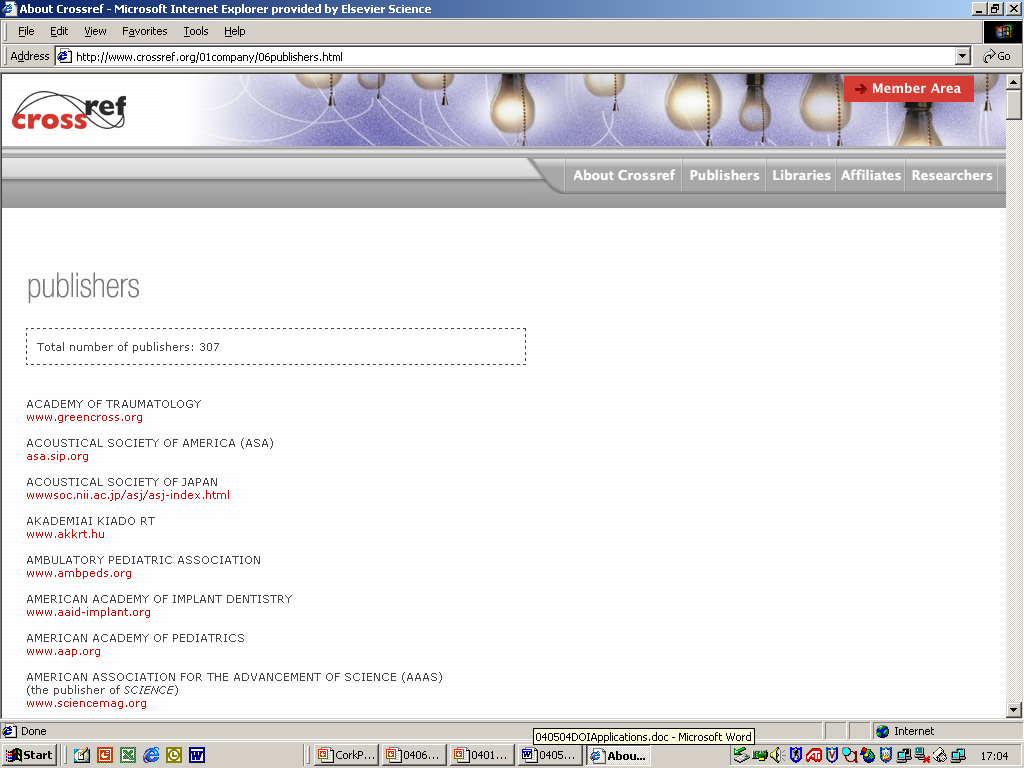 About Crossref - Microsoft Internet Explorer provided by Elsevier Science
File Edit View Favorites Tools Help
Address http://www.crossref.org/01company/06publishers.html Go
crossref
Member Area
About Crossref Publishers Libraries Affiliates Researchers
publishers
Total number of publishers: 307
ACADEMY OF TRAUMATOLOGY
www.greencross.org
ACOUSTICAL SOCIETY OF AMERICA (ASA)
asa.sip.org
ACOUSTICAL SOCIETY OF JAPAN
wwwsoc.nii.ac.jp/asj/asj-index.html
AKADEMIAI KIADO RT
www.akkrt.hu
AMBULATORY PEDIATRIC ASSOCIATION
www.ambpeds.org
AMERICAN ACADEMY OF IMPLANT DENTISTRY
www.aaid-implant.org
AMERICAN ACADEMY OF PEDIATRICS
www.aap.org
AMERICAN ASSOCIATION FOR THE ADVANCEMENT OF SCIENCE (AAAS)
(the publisher of SCIENCE)
www.sciencemag.org
Done Internet
040504DOIApplications.doc - Microsoft Word
Start CorkP... 0406... 0401... 0405... Abou... 17:04